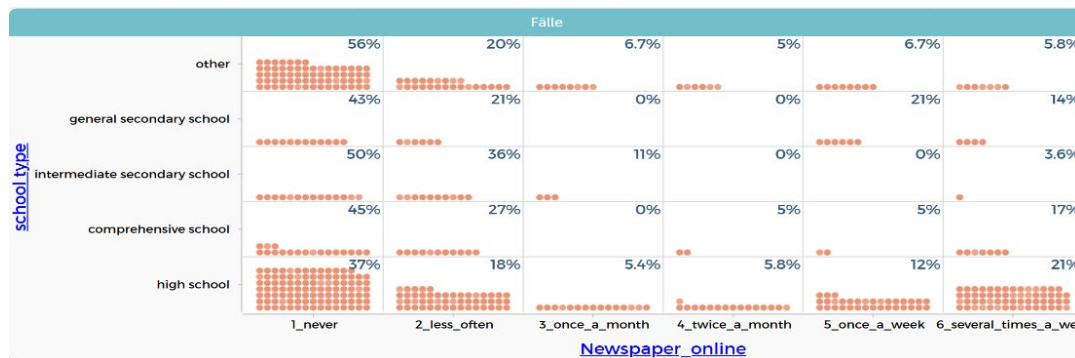 Fälle
other 56% 20% 6.7% 5% 6.7% 5.8%
general secondary school 43% 21% 0% 0% 21% 14%
intermediate secondary school 50% 36% 11% 0% 0% 3.6%
comprehensive school 45% 27% 0% 5% 5% 17%
high school 37% 18% 5.4% 5.8% 12% 21%
school type
1_never 2_less_often 3_once_a_month 4_twice_a_month 5_once_a_week 6_several_times_a_we
Newspaper_online